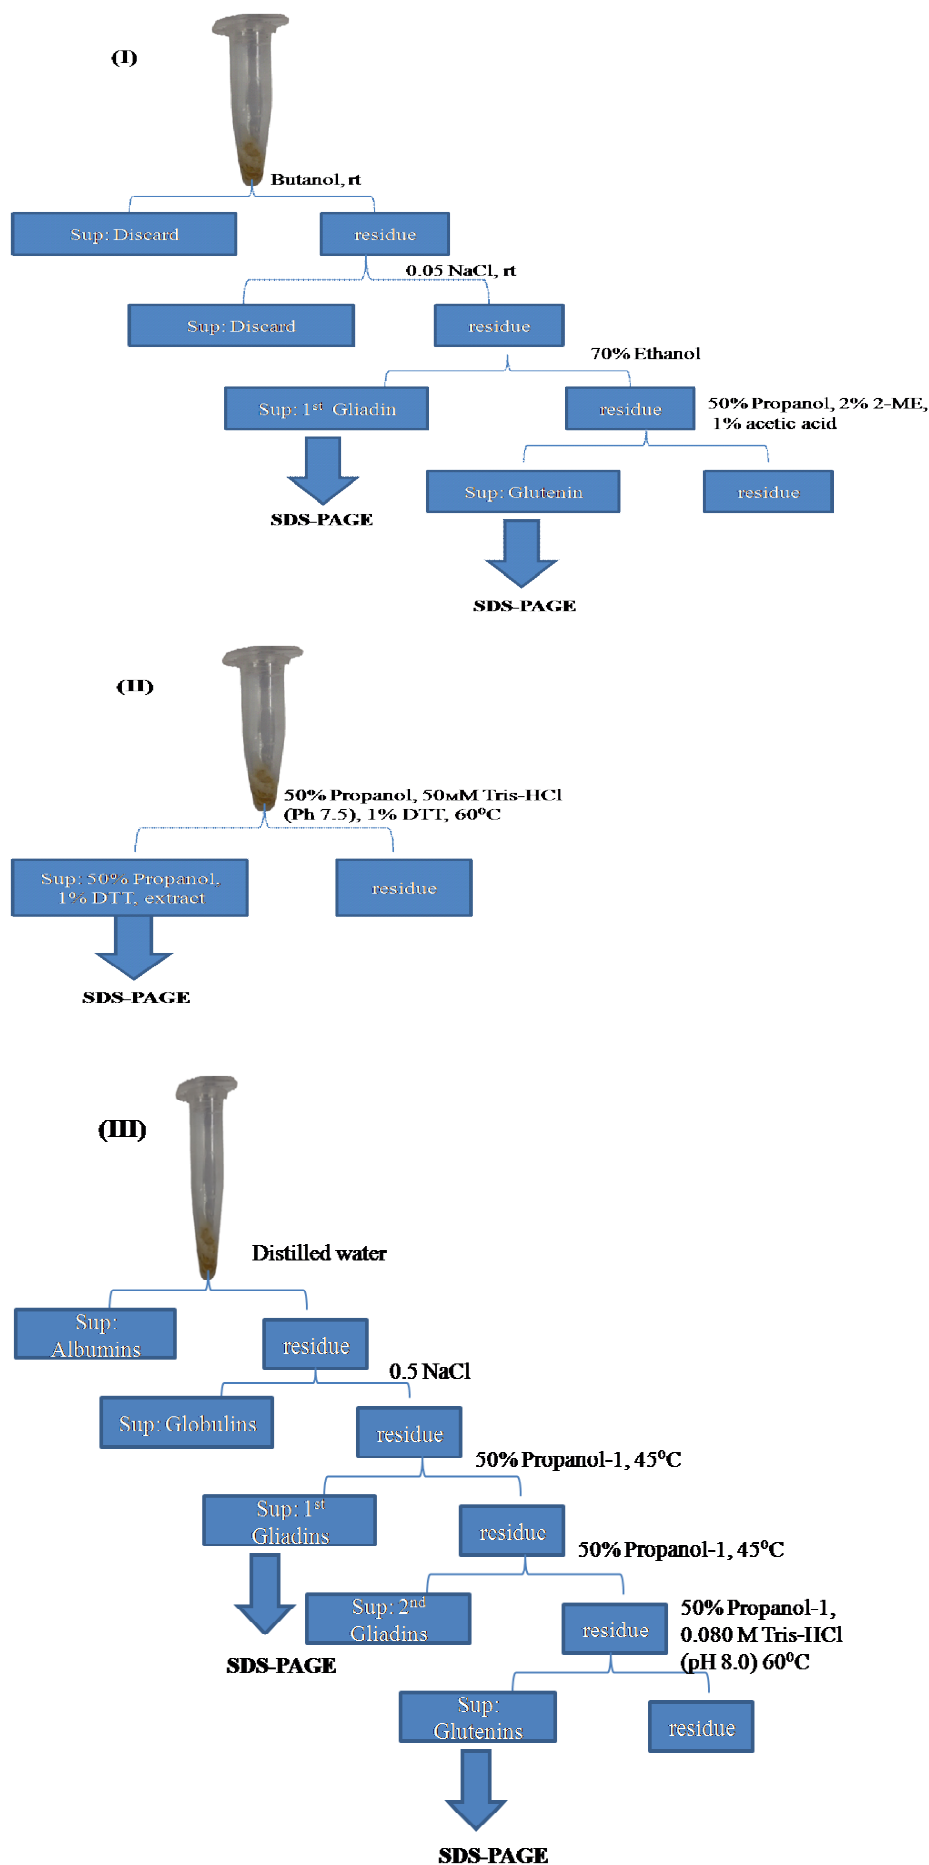 (I)
Butanol, rt
Sup: Discard
residue
0.05 NaCl, rt
Sup: Discard
residue
70% Ethanol
Sup: 1st Gliadin
residue
50% Propanol, 2% 2-ME,
1% acetic acid
SDS-PAGE
Sup: Glutenin
residue
SDS-PAGE
(II)
50% Propanol, 50мM Tris-HCl
(Ph 7.5), 1% DTT, 60⁰C
Sup: 50% Propanol,
1% DTT, extract
residue
SDS-PAGE
(III)
Distilled water
Sup:
Albumins
residue
0.5 NaCl
Sup: Globulins
residue
50% Propanol-1, 45⁰C
Sup: 1st
Gliadins
residue
50% Propanol-1, 45⁰C
SDS-PAGE
Sup: 2nd
Gliadins
residue
50% Propanol-1,
0.080 M Tris-HCl
(pH 8.0) 60⁰C
Sup:
Glutenins
residue
SDS-PAGE